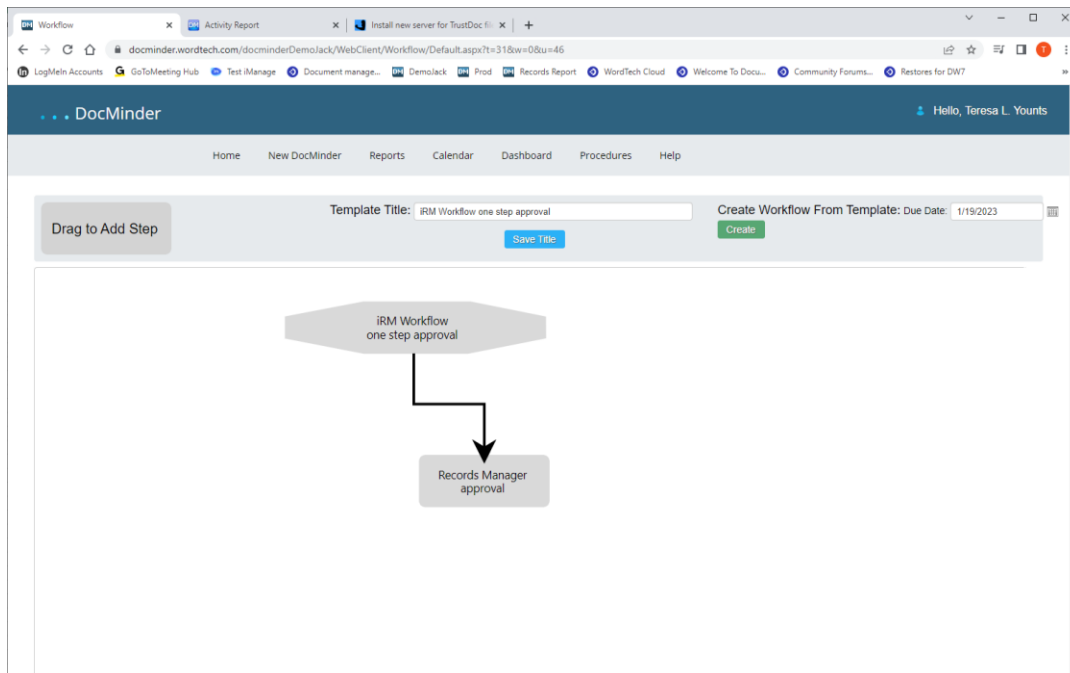 Workflow
Activity Report
Install new server for TrustDoc fil
docminder.wordtech.com/docminderDemoJack/WebClient/Workflow/Default.aspx?t=31&w=0&u=46
T
LogMeIn Accounts GoToMeeting Hub Test iManage Document manage... DemoJack Prod Records Report WordTech Cloud Welcome To Docu... Community Forums... Restores for DW7 »
... DocMinder
Hello, Teresa L. Younts
Home New DocMinder Reports Calendar Dashboard Procedures Help
Drag to Add Step
Template Title: iRM Workflow one step approval
Save Title
Create Workflow From Template: Due Date: 1/19/2023
Create
iRM Workflow
one step approval
Records Manager
approval